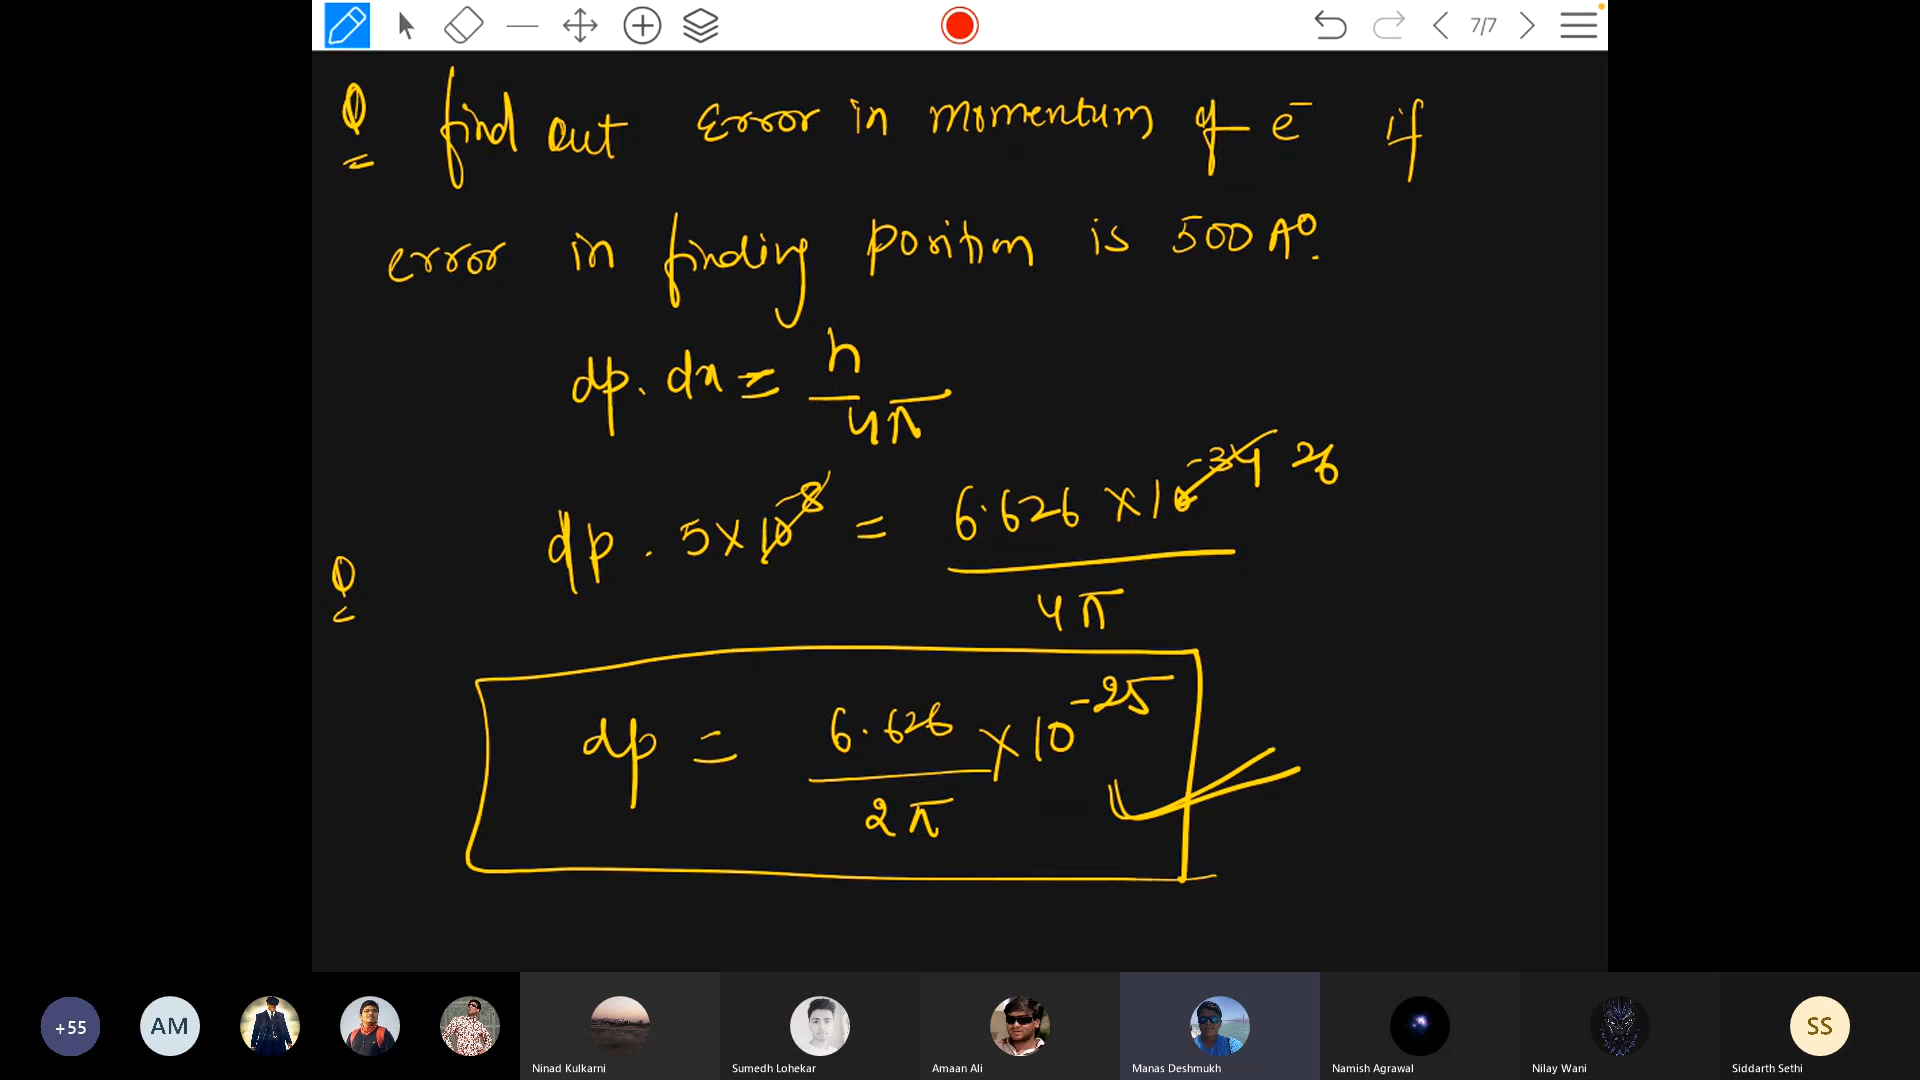 7/7
Q find out Error in momentum of e⁻ if
error in finding position is 500 A°.
dp. dx = h / 4π
dp . 5 × 10⁻⁸ = 6.626 × 10⁻³⁴ 26 / 4π
Q
dp = 6.626 / 2π × 10⁻²⁵
+55
AM
SS
Ninad Kulkarni
Sumedh Lohekar
Amaan Ali
Manas Deshmukh
Namish Agrawal
Nilay Wani
Siddarth Sethi